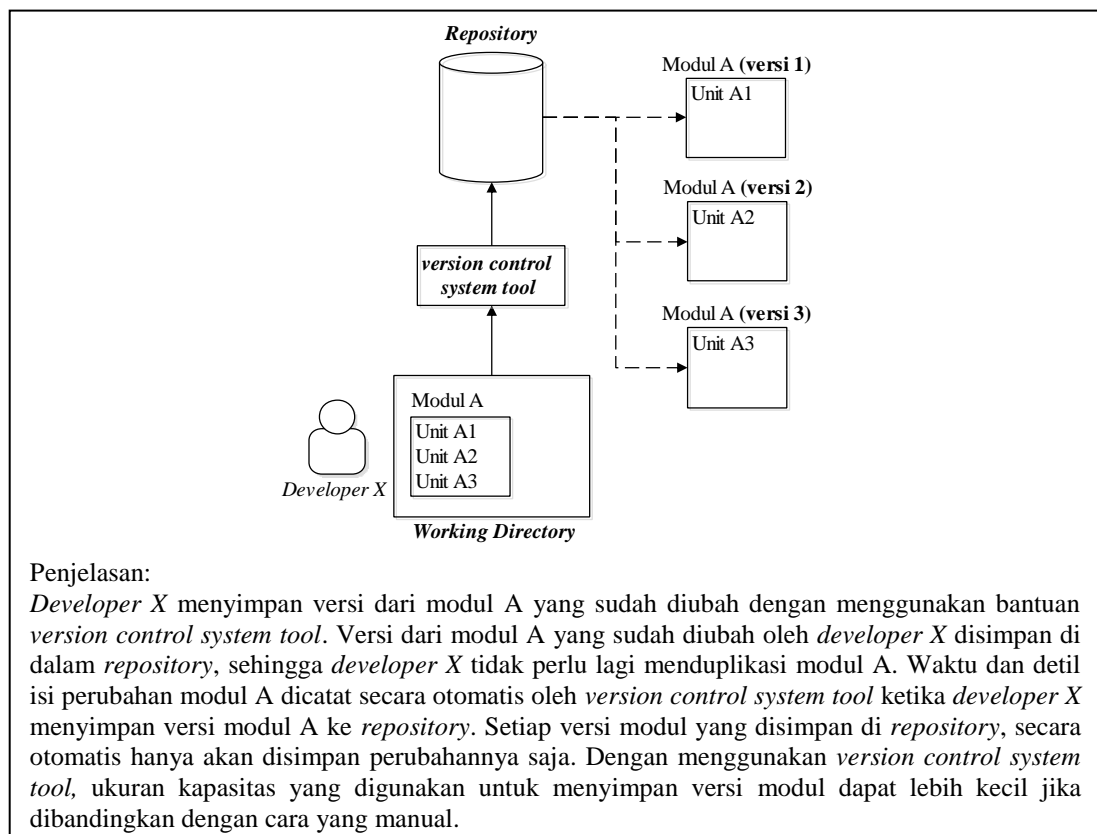 Repository
Modul A (versi 1)
Unit A1
Modul A (versi 2)
Unit A2
version control
system tool
Modul A (versi 3)
Unit A3
Modul A
Unit A1
Unit A2
Unit A3
Developer X
Working Directory
Penjelasan:
Developer X menyimpan versi dari modul A yang sudah diubah dengan menggunakan bantuan
version control system tool. Versi dari modul A yang sudah diubah oleh developer X disimpan di
dalam repository, sehingga developer X tidak perlu lagi menduplikasi modul A. Waktu dan detil
isi perubahan modul A dicatat secara otomatis oleh version control system tool ketika developer X
menyimpan versi modul A ke repository. Setiap versi modul yang disimpan di repository, secara
otomatis hanya akan disimpan perubahannya saja. Dengan menggunakan version control system
tool, ukuran kapasitas yang digunakan untuk menyimpan versi modul dapat lebih kecil jika
dibandingkan dengan cara yang manual.